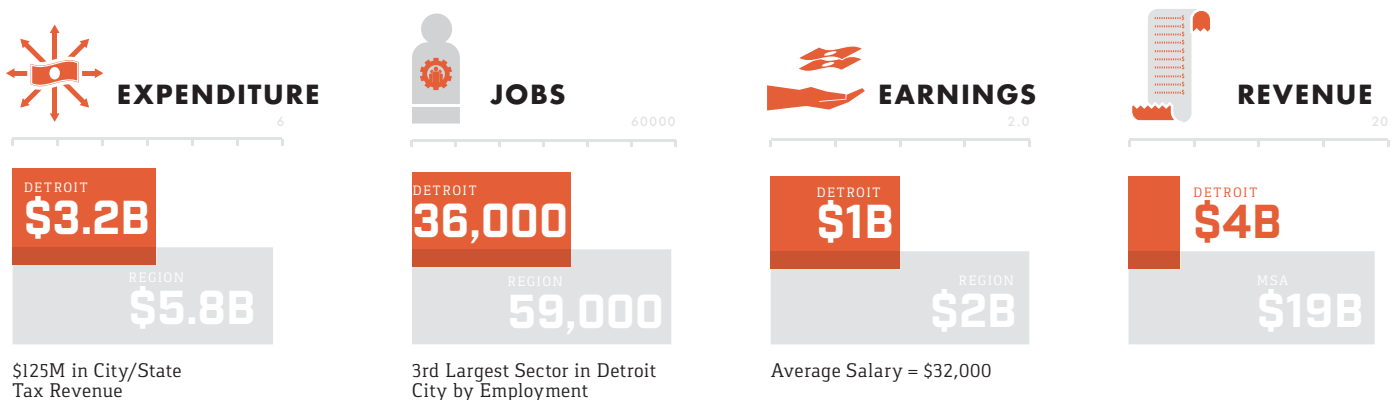 EXPENDITURE
6
DETROIT
$3.2B
REGION
$5.8B
$125M in City/State
Tax Revenue
JOBS
60000
DETROIT
36,000
REGION
59,000
3rd Largest Sector in Detroit
City by Employment
EARNINGS
2.0
DETROIT
$1B
REGION
$2B
Average Salary = $32,000
REVENUE
20
DETROIT
$4B
MSA
$19B